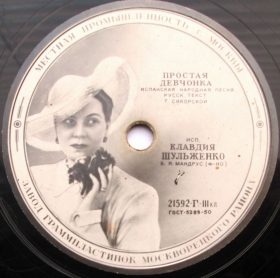 МЕСТНАЯ ПРОМЫШЛЕННОСТЬ Г. МОСКВЫ
ПРОСТАЯ
ДЕВЧОНКА
ИСПАНСКАЯ НАРОДНАЯ ПЕСНЯ
РУССК. ТЕКСТ
Т. СИКОРСКОЙ
ИСП.
КЛАВДИЯ
ШУЛЬЖЕНКО
21592-Г-IIIкл
ГОСТ-5289-50
ЗАВОД ГРАММПЛАСТИНОК МОСКВОРЕЦКОГО РАЙОНА